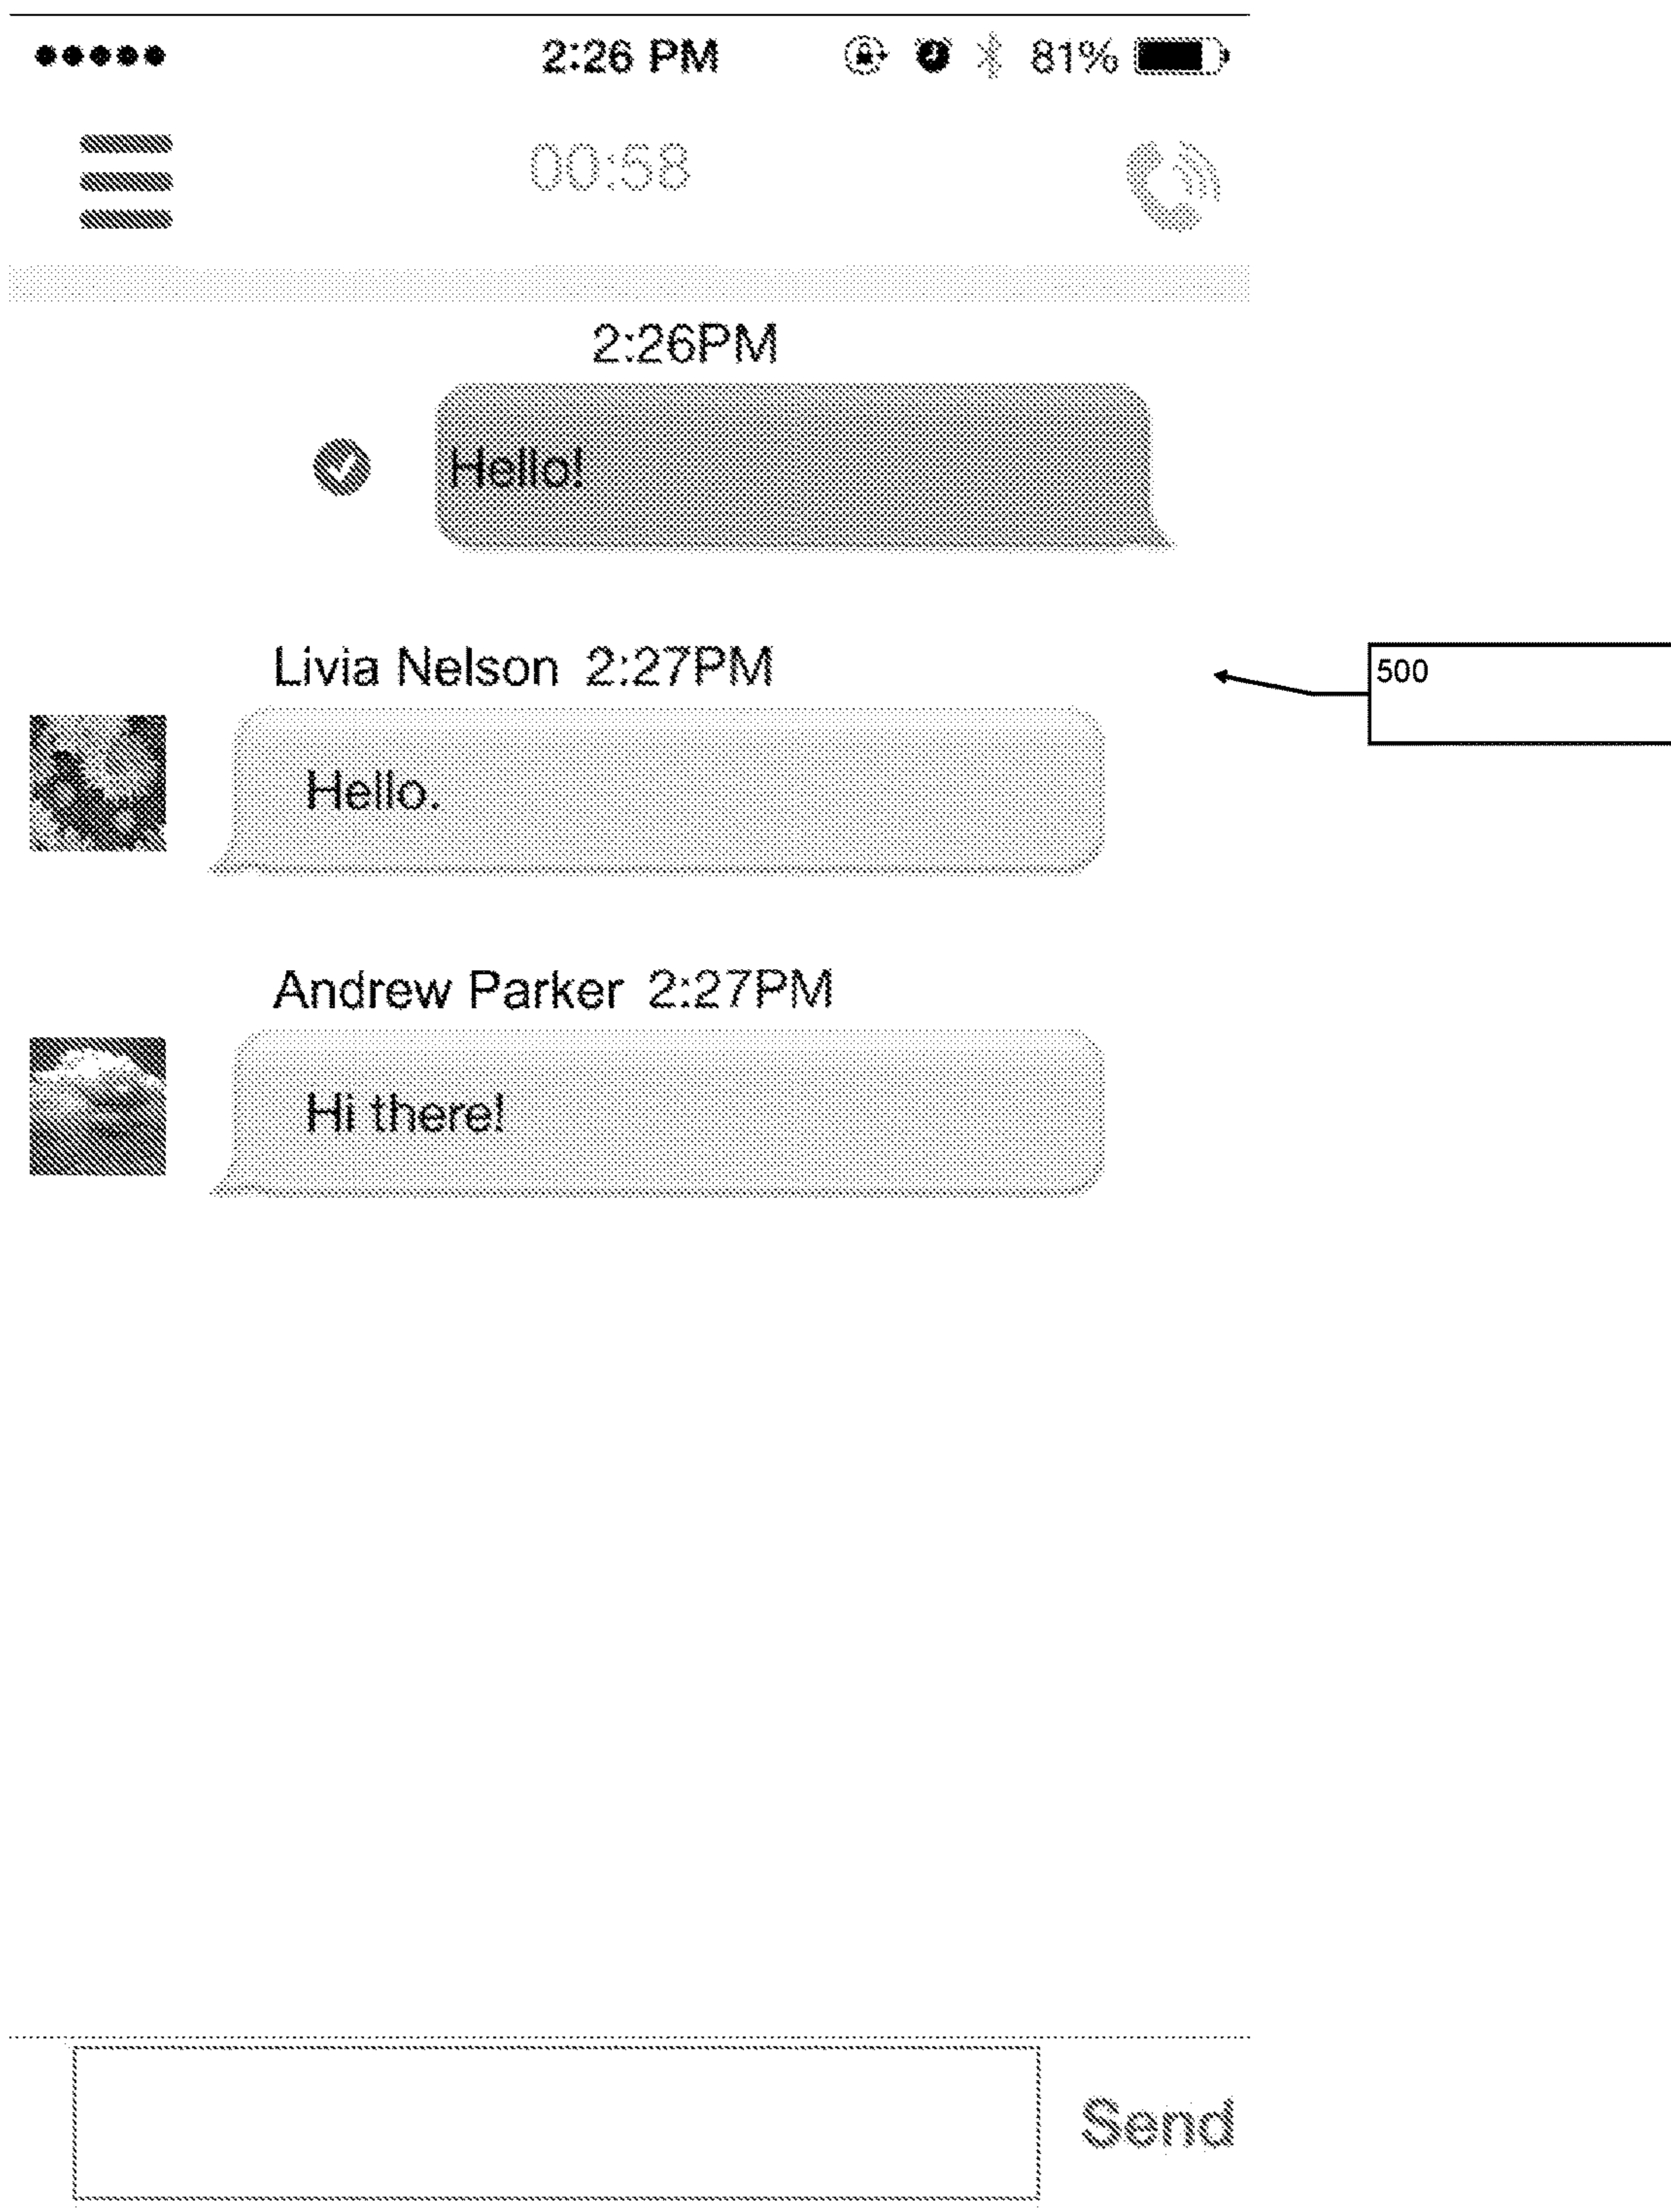 2:26 PM 81%
00:58
2:26PM
Hello!
Livia Nelson 2:27PM
500
Hello.
Andrew Parker 2:27PM
Hi there!
Send